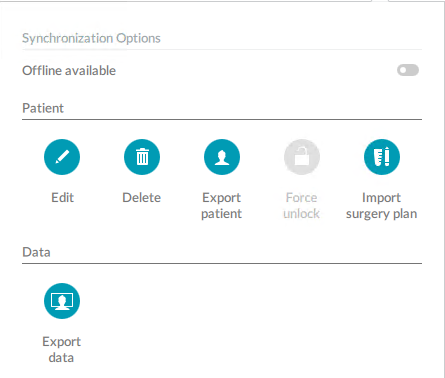 Synchronization Options
Offline available
Patient
Edit
Delete
Export
patient
Force
unlock
Import
surgery plan
Data
Export
data